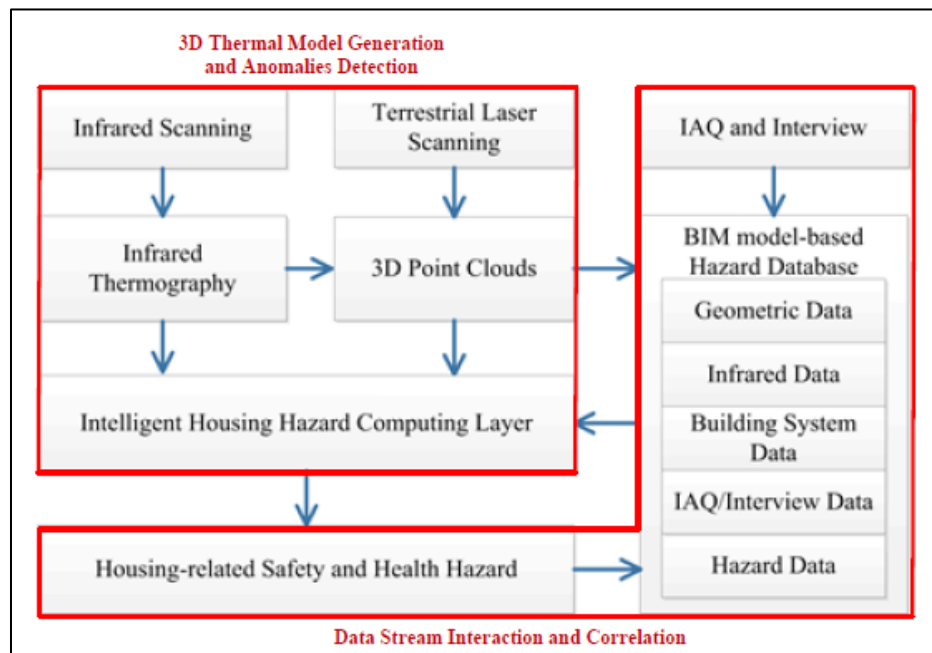 3D Thermal Model Generation
and Anomalies Detection
Infrared Scanning
Terrestrial Laser
Scanning
IAQ and Interview
Infrared
Thermography
3D Point Clouds
BIM model-based
Hazard Database
Geometric Data
Infrared Data
Building System
Data
IAQ/Interview Data
Hazard Data
Intelligent Housing Hazard Computing Layer
Housing-related Safety and Health Hazard
Data Stream Interaction and Correlation